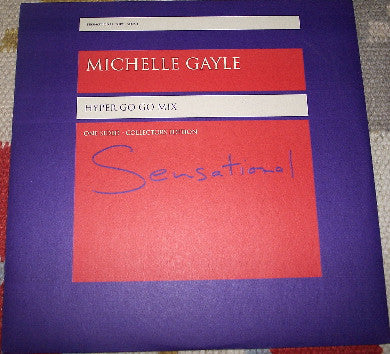 MICHELLE GAYLE
HYPER GO GO MIX
ONE SIDED - COLLECTORS EDITION
Sensational